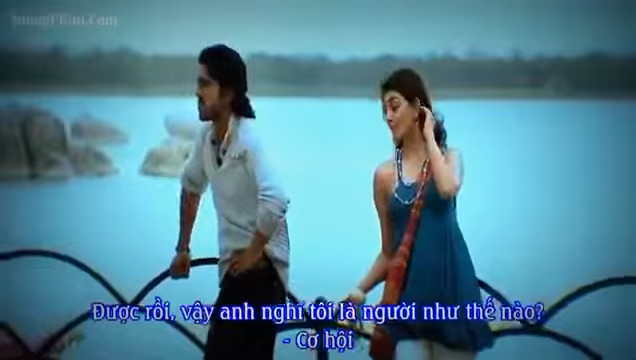 Được rồi, vậy anh nghĩ tôi là người như thế nào?
- Cơ hội